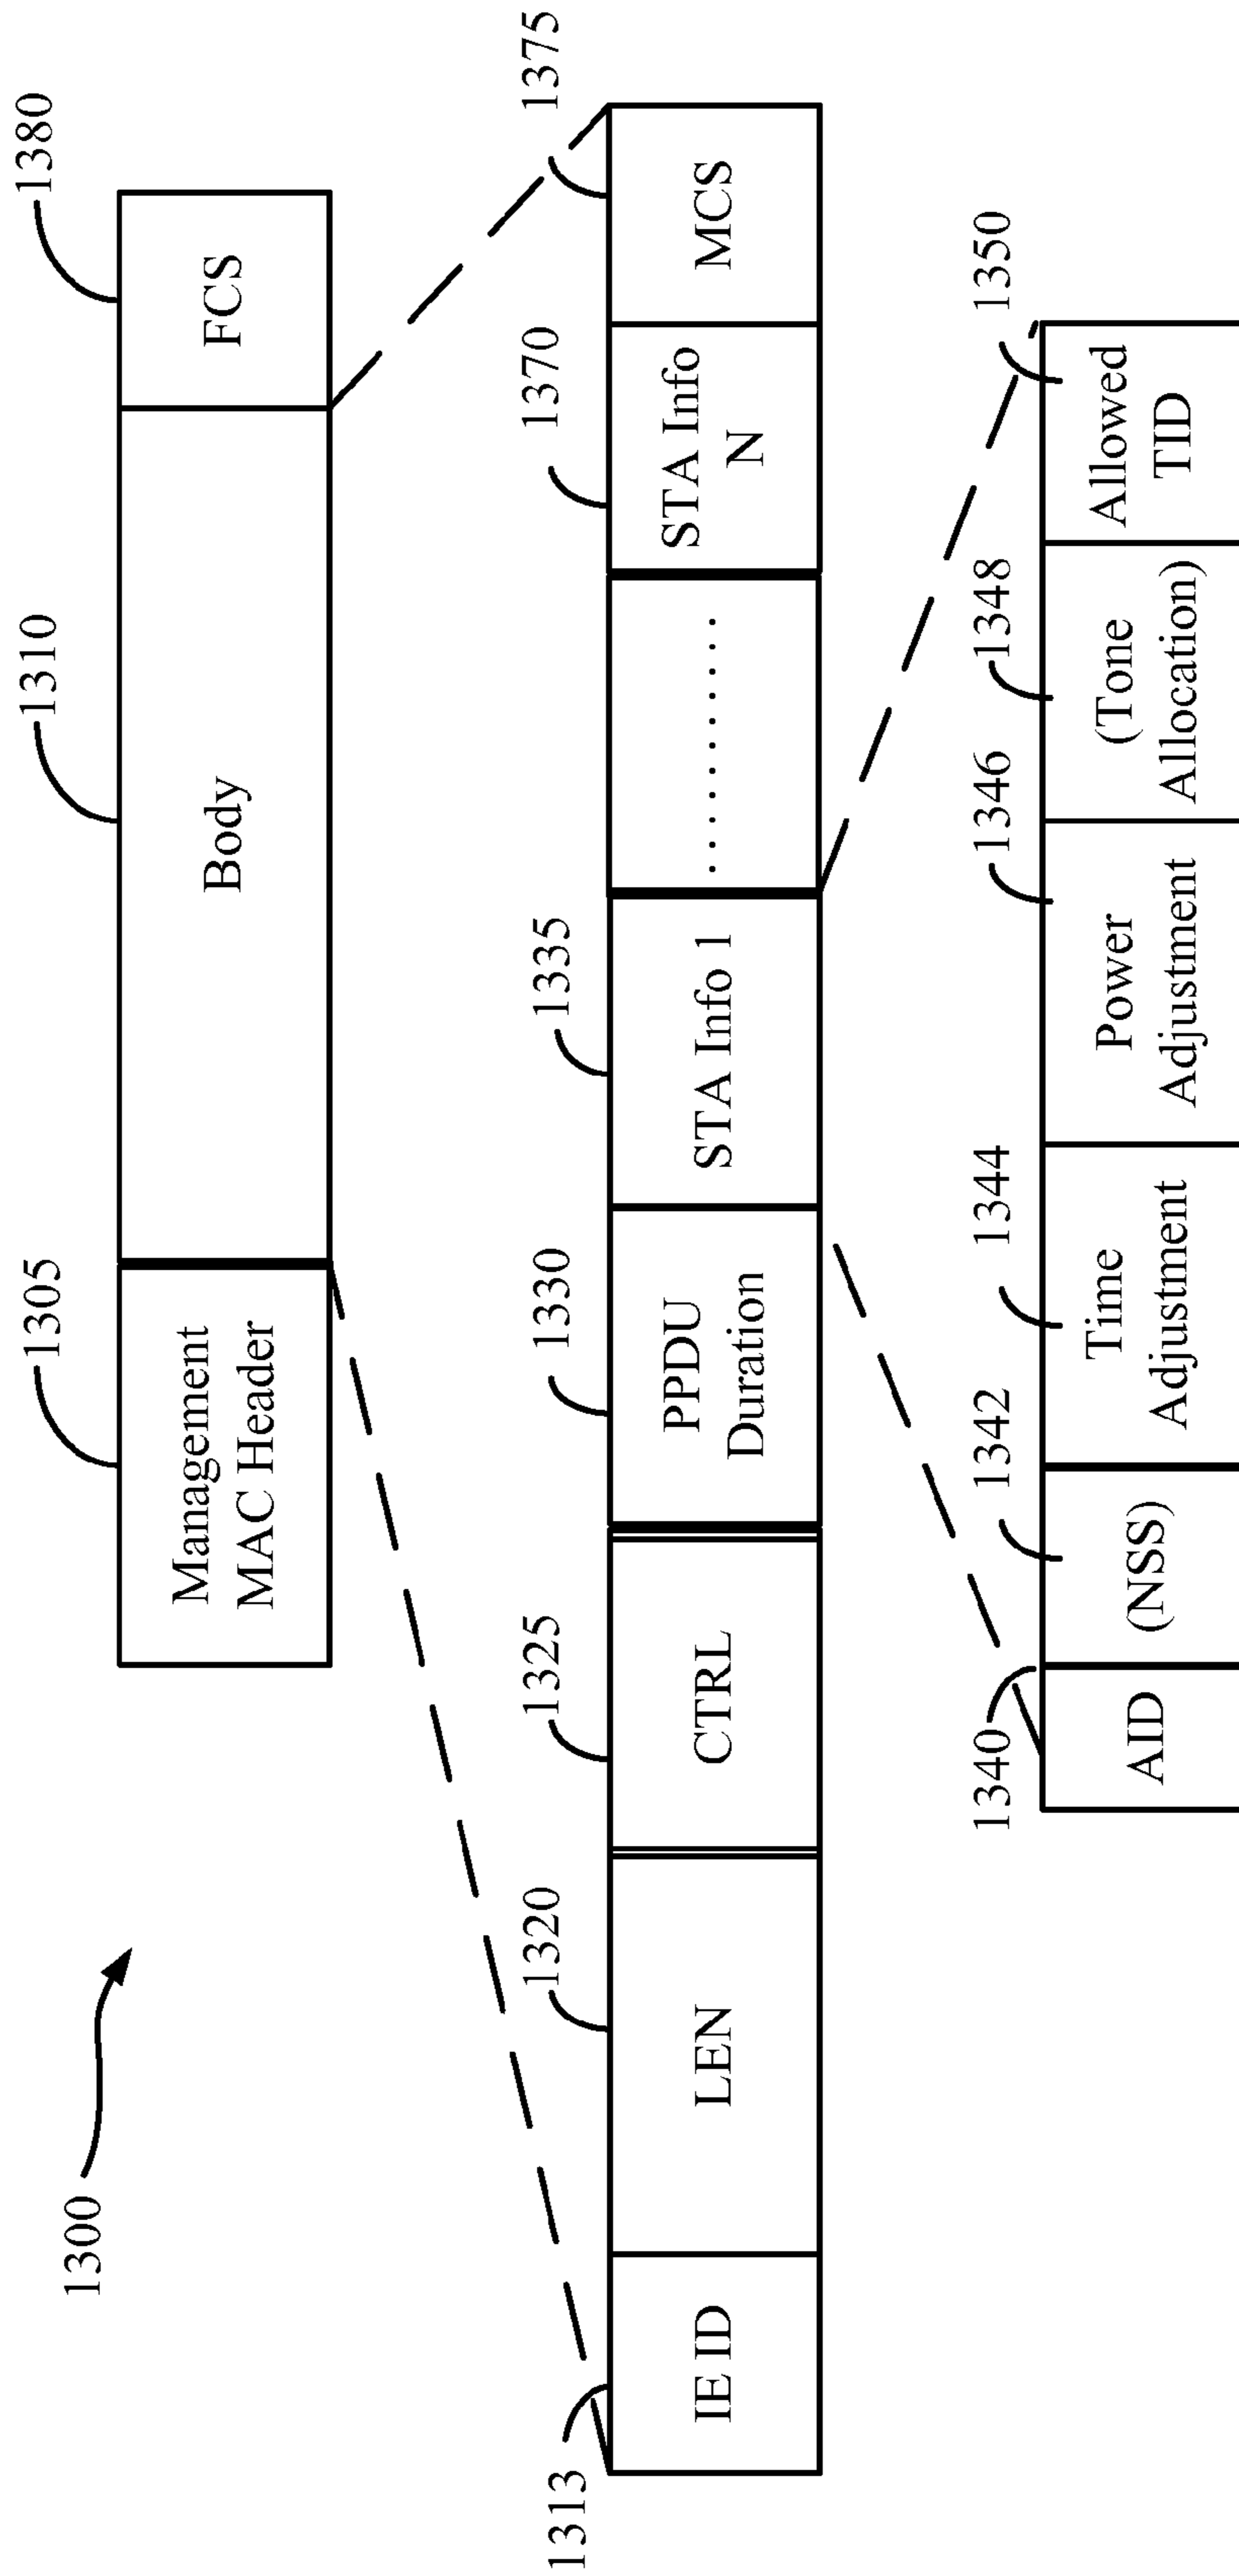 1300
1305
1310
1380
Management
MAC Header
Body
FCS
1313
1320
1325
1330
1335
1370
1375
IE ID
LEN
CTRL
PPDU
Duration
STA Info 1
..........
STA Info
N
MCS
1340
1342
1344
1346
1348
1350
AID
(NSS)
Time
Adjustment
Power
Adjustment
(Tone
Allocation)
Allowed
TID